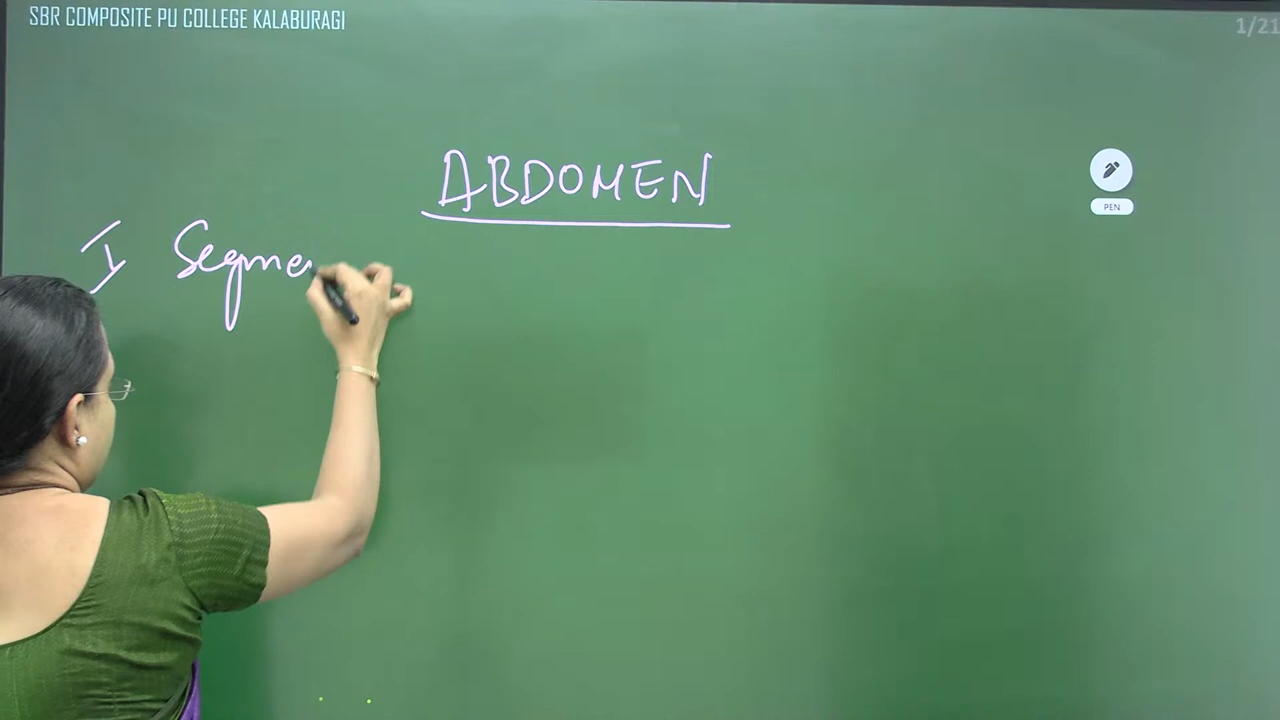 SBR COMPOSITE PU COLLEGE KALABURAGI
1/21
ABDOMEN
I Segme
PEN